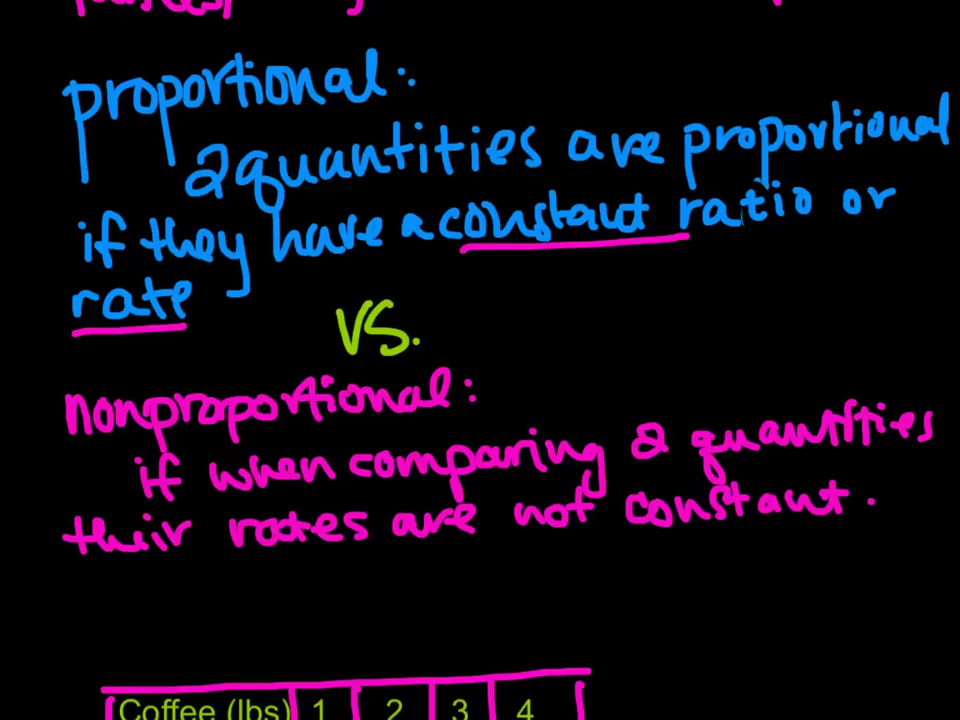 proportional:
2 quantities are proportional
if they have a constant ratio or
rate
VS.
nonproportional:
if when comparing 2 quantities
their rates are not constant.
Coffee (lbs) 1 2 3 4